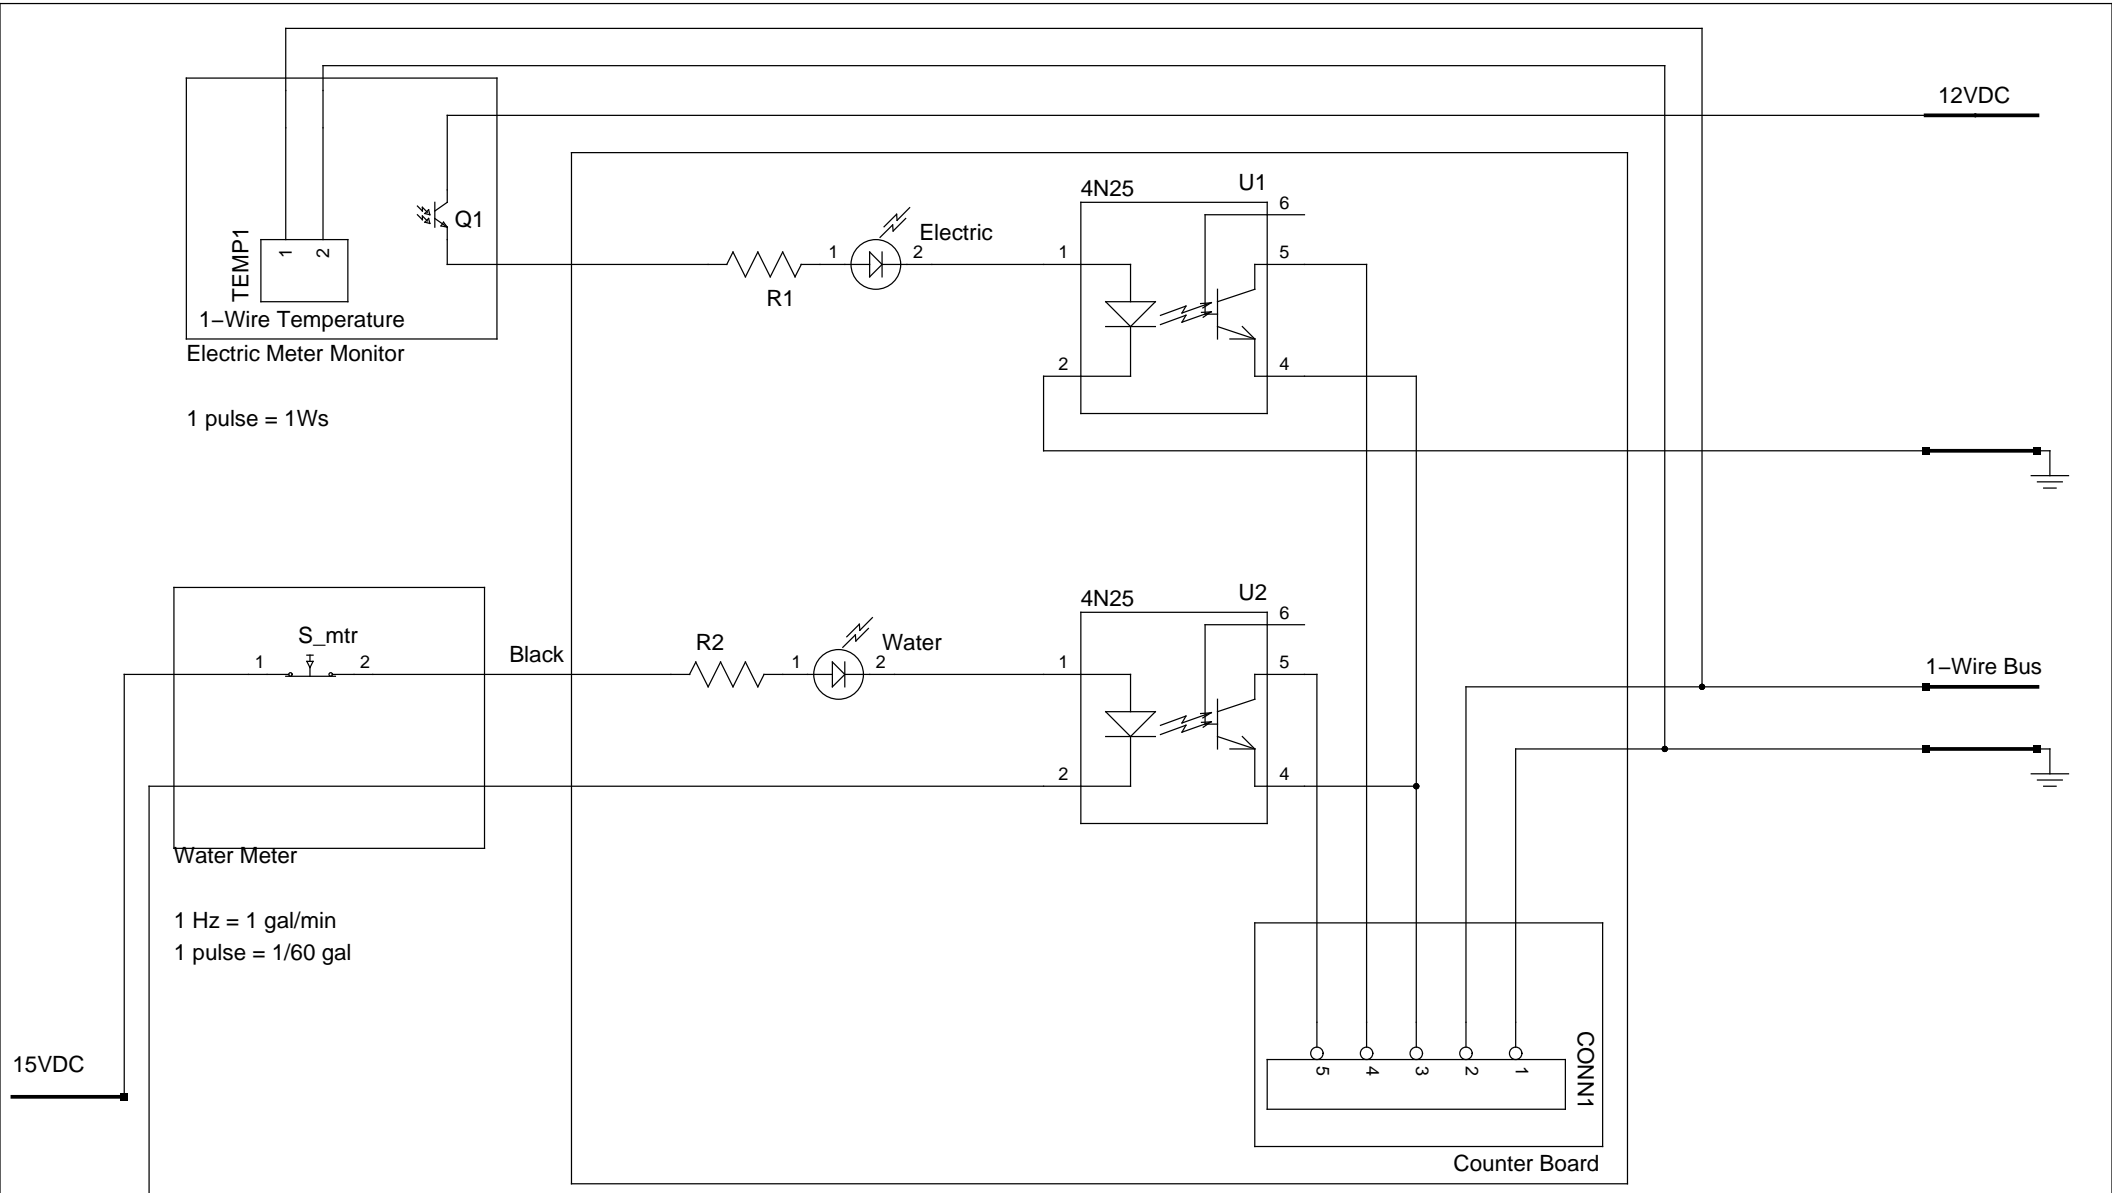 12VDC
4N25
U1
6
Q1
Electric
1
2
1
5
TEMP1
1
2
R1
1–Wire Temperature
Electric Meter Monitor
2
4
1 pulse = 1Ws
4N25
U2
6
S_mtr
1
2
Black
R2
1
2
Water
1
5
1–Wire Bus
2
4
Water Meter
1 Hz = 1 gal/min
1 pulse = 1/60 gal
15VDC
5
4
3
2
1
CONN1
Counter Board